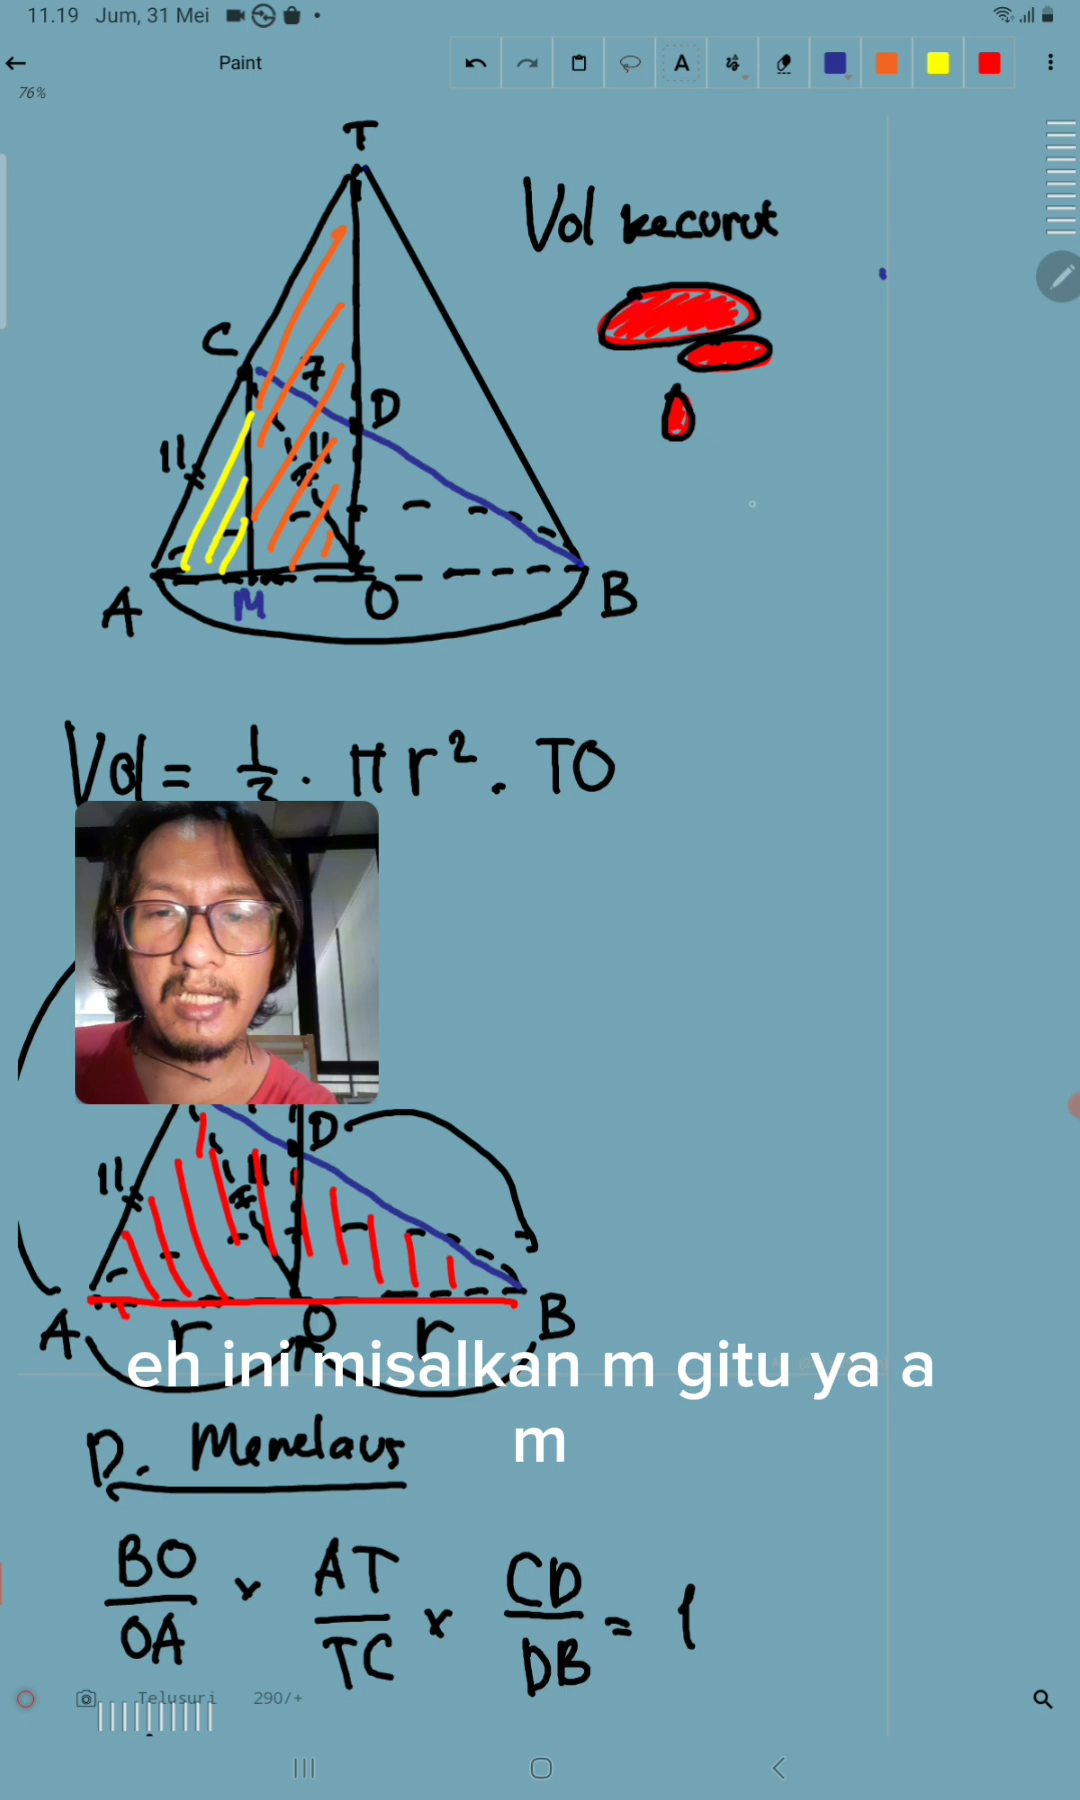 11.19 Jum, 31 Mei
Paint
A
76%
T
Vol kecurut
C
7
D
11
11
A
M
O
B
Vol = 1/3 . π r². TO
D
11
11
A
r
O
r
B
eh ini misalkan m gitu ya a
m
D. Menelaus
BO/OA × AT/TC × CD/DB = 1
Telusuri 290/+